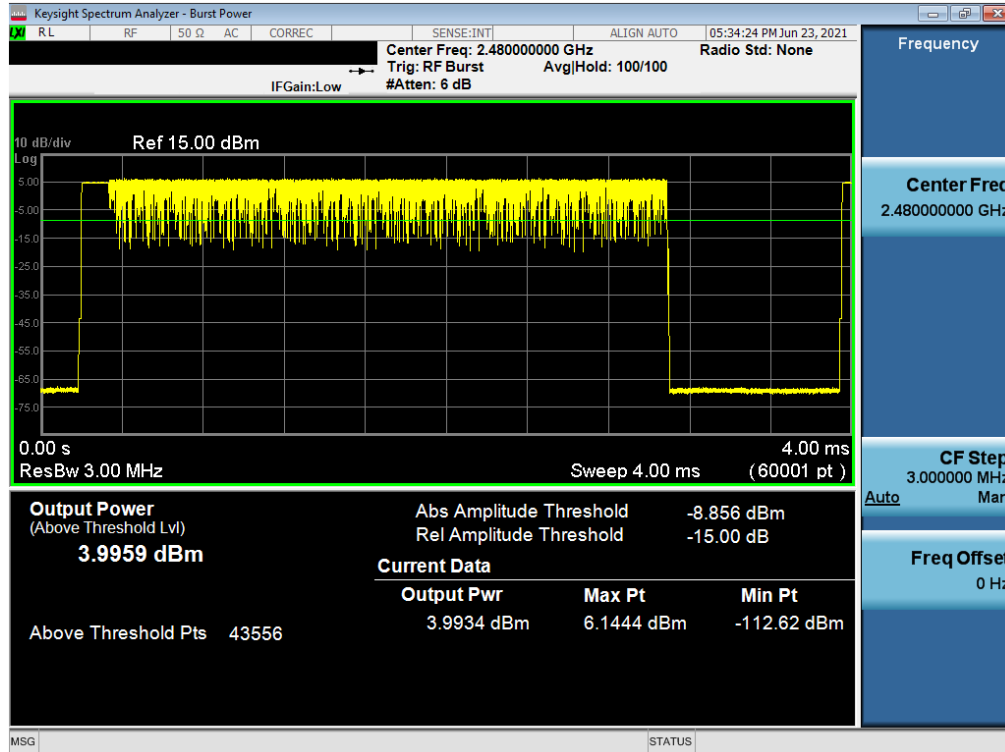 Keysight Spectrum Analyzer - Burst Power
LXI RL RF 50 Ω AC CORREC SENSE:INT ALIGN AUTO 05:34:24 PM Jun 23, 2021
Center Freq: 2.480000000 GHz Radio Std: None
Trig: RF Burst Avg|Hold: 100/100
IFGain:Low #Atten: 6 dB
10 dB/div Ref 15.00 dBm
Log
5.00
-5.00
-15.0
-25.0
-35.0
-45.0
-55.0
-65.0
-75.0
0.00 s 4.00 ms
ResBw 3.00 MHz Sweep 4.00 ms (60001 pt)
Output Power
(Above Threshold Lvl)
3.9959 dBm
Above Threshold Pts 43556
Abs Amplitude Threshold -8.856 dBm
Rel Amplitude Threshold -15.00 dB
Current Data
Output Pwr Max Pt Min Pt
3.9934 dBm 6.1444 dBm -112.62 dBm
Frequency
Center Freq
2.480000000 GHz
CF Step
3.000000 MHz
Auto Man
Freq Offset
0 Hz
MSG STATUS